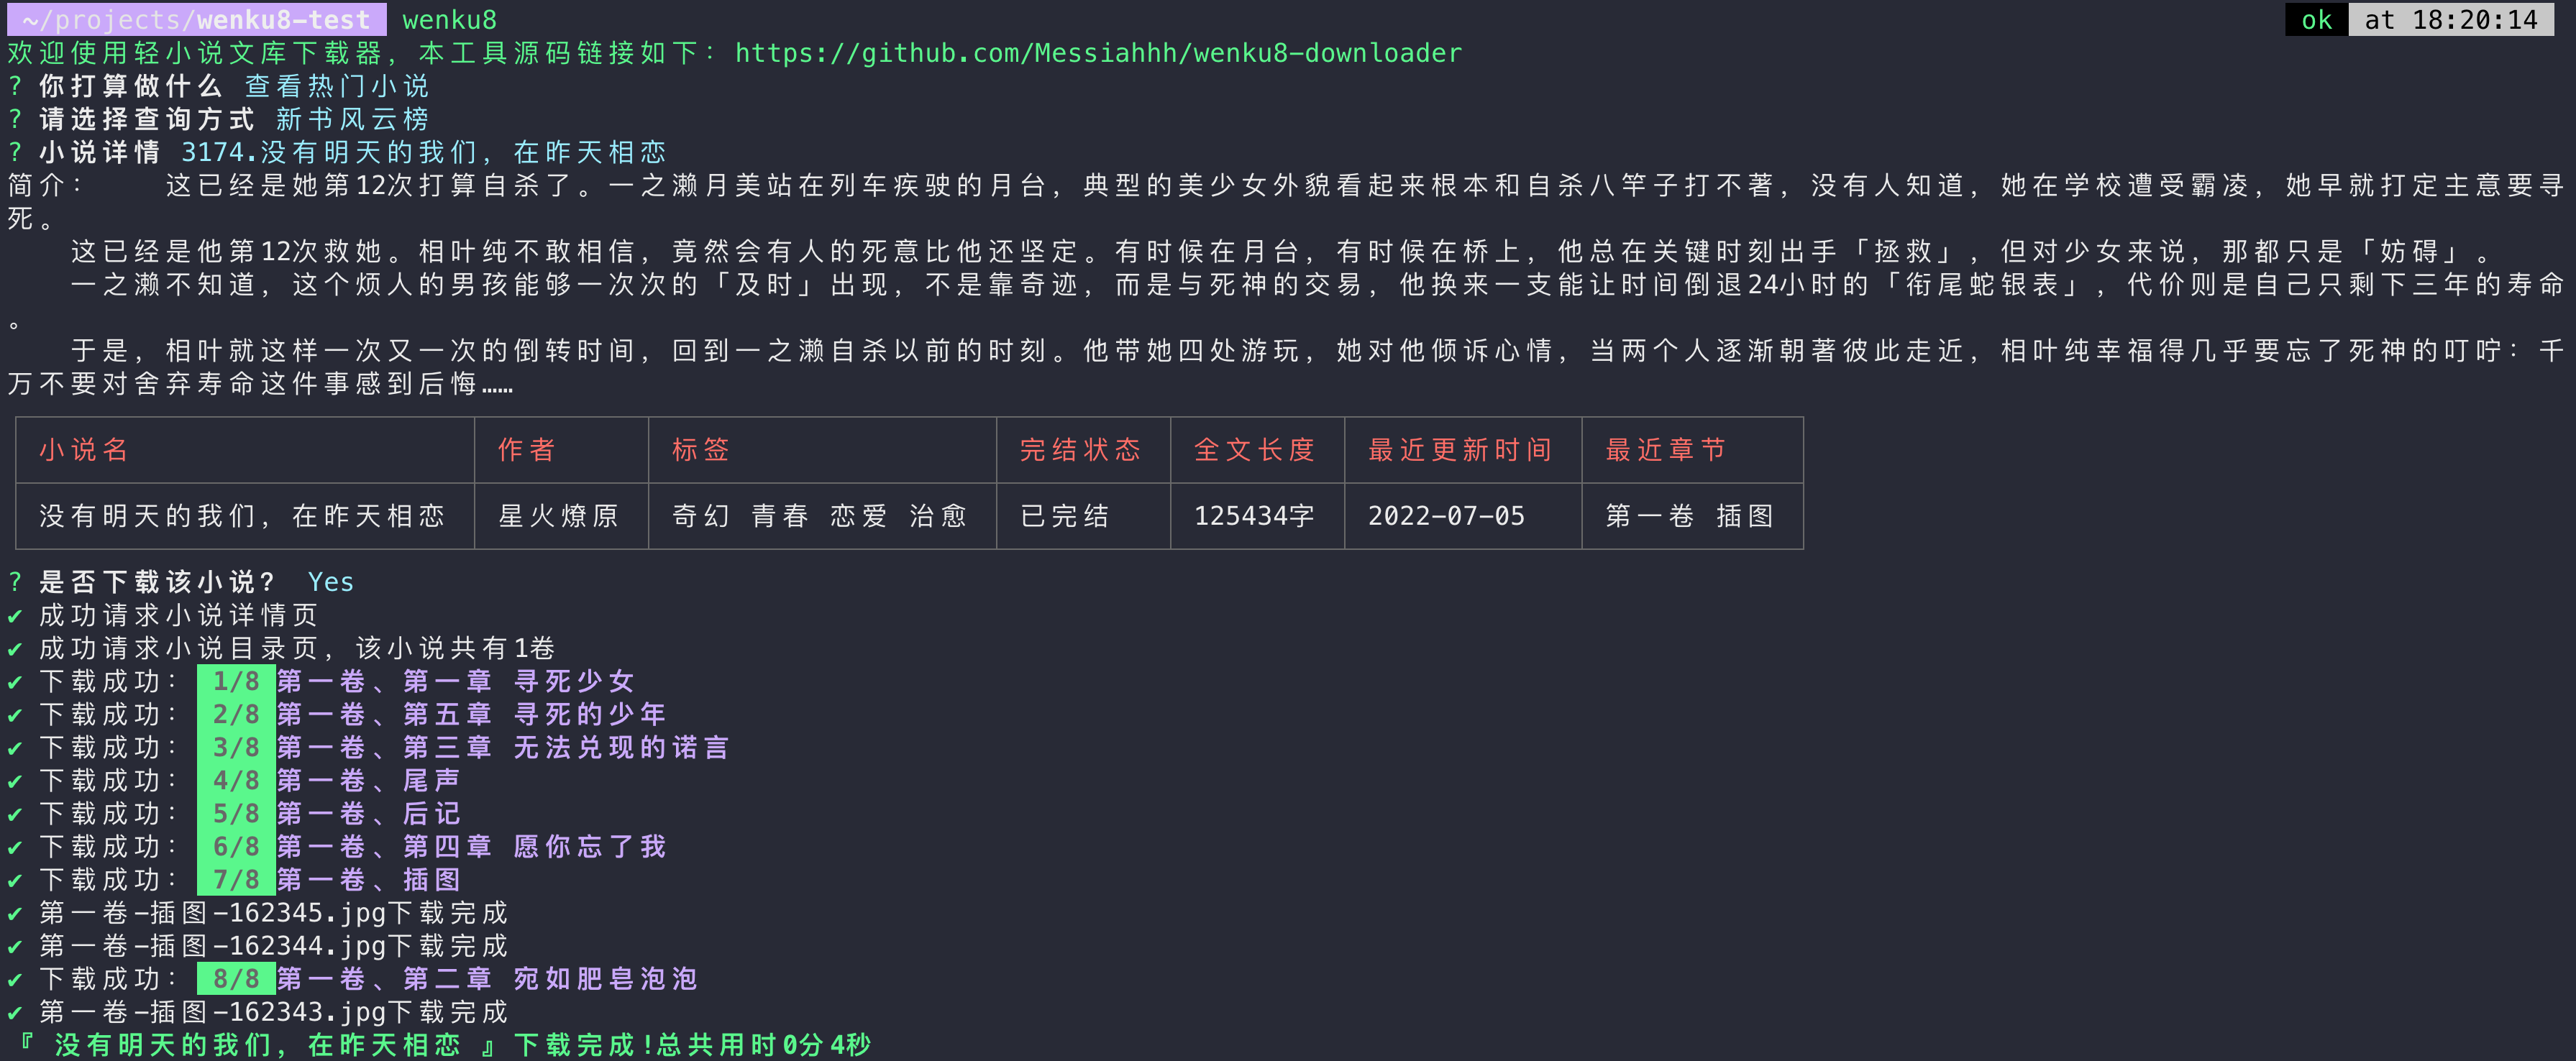 ~/projects/wenku8-test wenku8 ok at 18:20:14
欢迎使用轻小说文库下载器，本工具源码链接如下：https://github.com/Messiahhh/wenku8-downloader
? 你打算做什么 查看热门小说
? 请选择查询方式 新书风云榜
? 小说详情 3174.没有明天的我们，在昨天相恋
简介：　　这已经是她第12次打算自杀了。一之濑月美站在列车疾驶的月台，典型的美少女外貌看起来根本和自杀八竿子打不著，没有人知道，她在学校遭受霸凌，她早就打定主意要寻
死。
　　这已经是他第12次救她。相叶纯不敢相信，竟然会有人的死意比他还坚定。有时候在月台，有时候在桥上，他总在关键时刻出手「拯救」，但对少女来说，那都只是「妨碍」。
　　一之濑不知道，这个烦人的男孩能够一次次的「及时」出现，不是靠奇迹，而是与死神的交易，他换来一支能让时间倒退24小时的「衔尾蛇银表」，代价则是自己只剩下三年的寿命
。
　　于是，相叶就这样一次又一次的倒转时间，回到一之濑自杀以前的时刻。他带她四处游玩，她对他倾诉心情，当两个人逐渐朝著彼此走近，相叶纯幸福得几乎要忘了死神的叮咛：千
万不要对舍弃寿命这件事感到后悔……
小说名 作者 标签 完结状态 全文长度 最近更新时间 最近章节
没有明天的我们，在昨天相恋 星火燎原 奇幻 青春 恋爱 治愈 已完结 125434字 2022-07-05 第一卷 插图
? 是否下载该小说？ Yes
✔ 成功请求小说详情页
✔ 成功请求小说目录页，该小说共有1卷
✔ 下载成功： 1/8 第一卷、第一章 寻死少女
✔ 下载成功： 2/8 第一卷、第五章 寻死的少年
✔ 下载成功： 3/8 第一卷、第三章 无法兑现的诺言
✔ 下载成功： 4/8 第一卷、尾声
✔ 下载成功： 5/8 第一卷、后记
✔ 下载成功： 6/8 第一卷、第四章 愿你忘了我
✔ 下载成功： 7/8 第一卷、插图
✔ 第一卷-插图-162345.jpg下载完成
✔ 第一卷-插图-162344.jpg下载完成
✔ 下载成功： 8/8 第一卷、第二章 宛如肥皂泡泡
✔ 第一卷-插图-162343.jpg下载完成
『 没有明天的我们，在昨天相恋 』下载完成!总共用时0分4秒